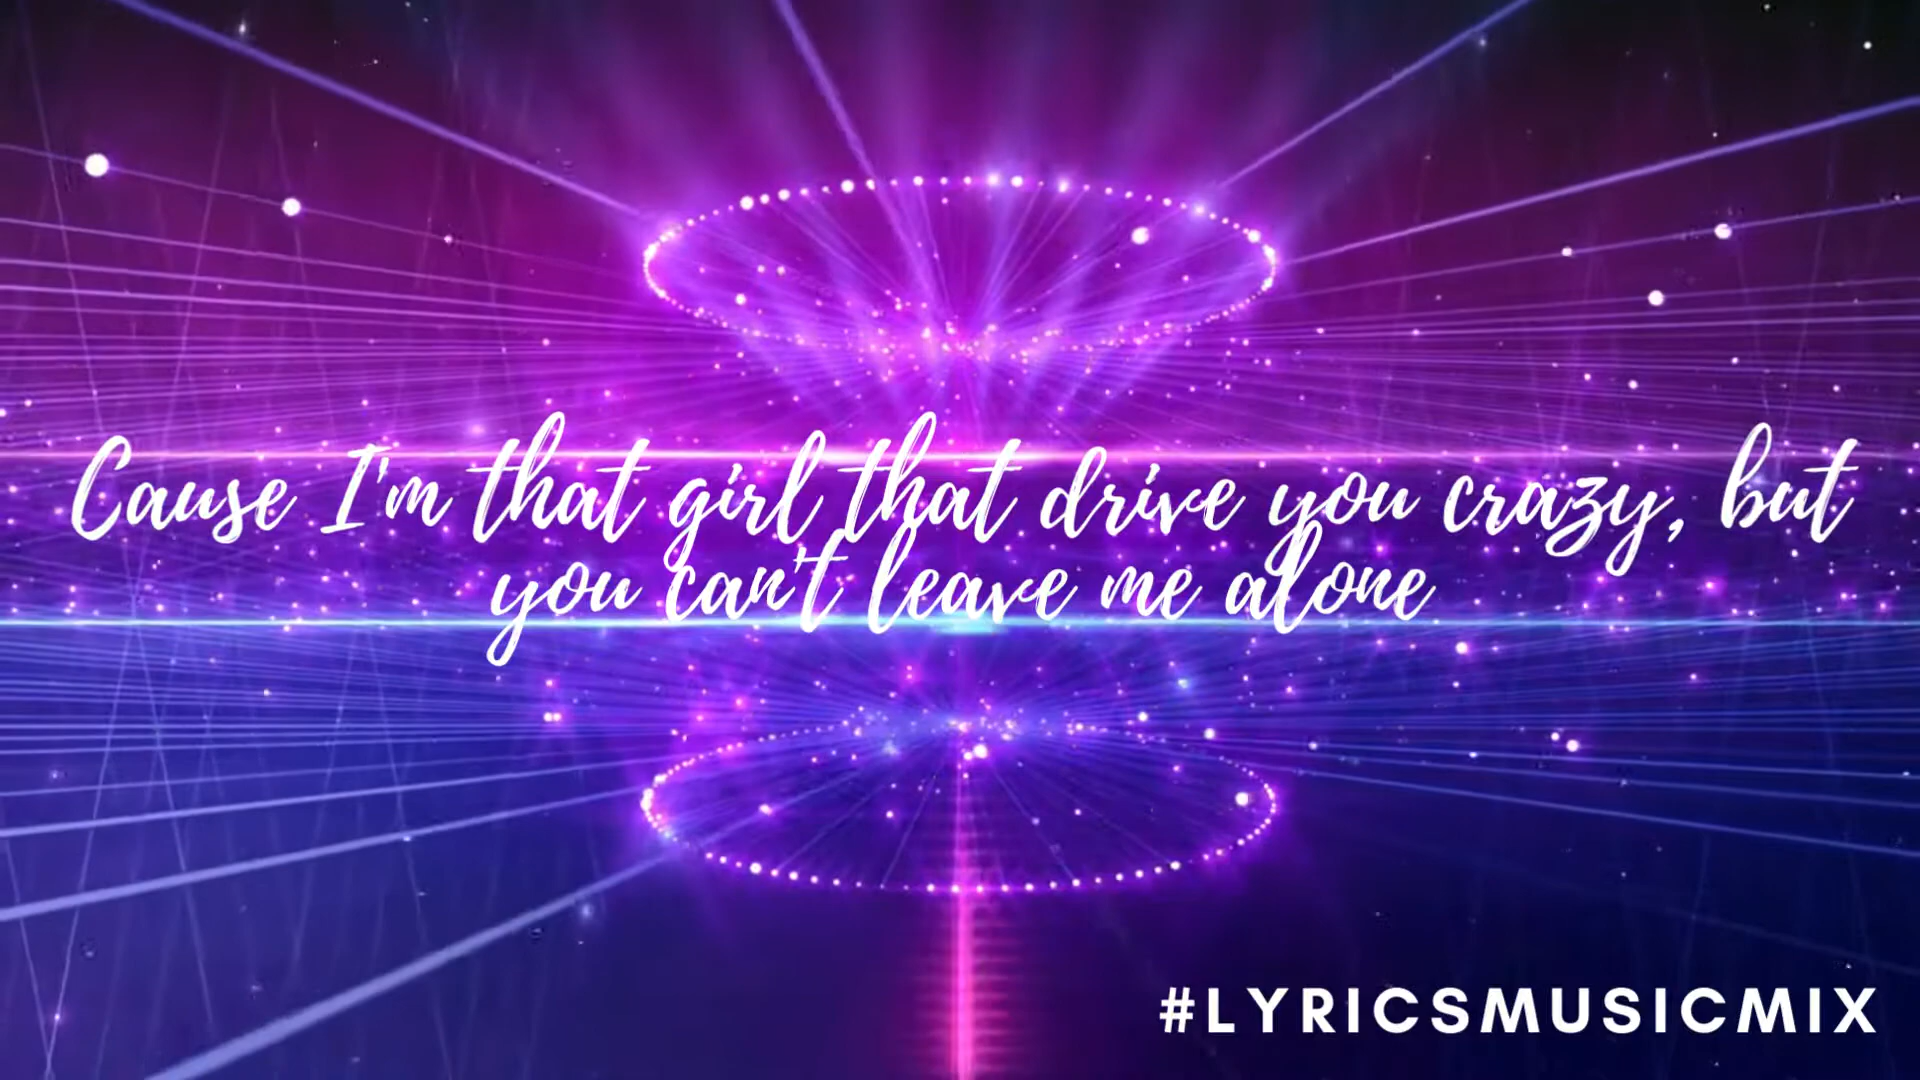 Cause I'm that girl that drive you crazy, but
you can't leave me alone
#LYRICSMUSICMIX